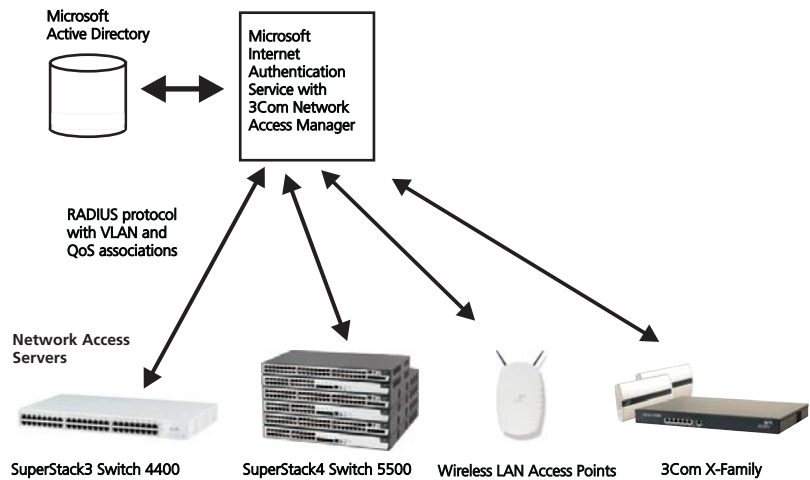 Microsoft
Active Directory
Microsoft
Internet
Authentication
Service with
3Com Network
Access Manager
RADIUS protocol
with VLAN and
QoS associations
Network Access
Servers
SuperStack3 Switch 4400
SuperStack4 Switch 5500
Wireless LAN Access Points
3Com X-Family